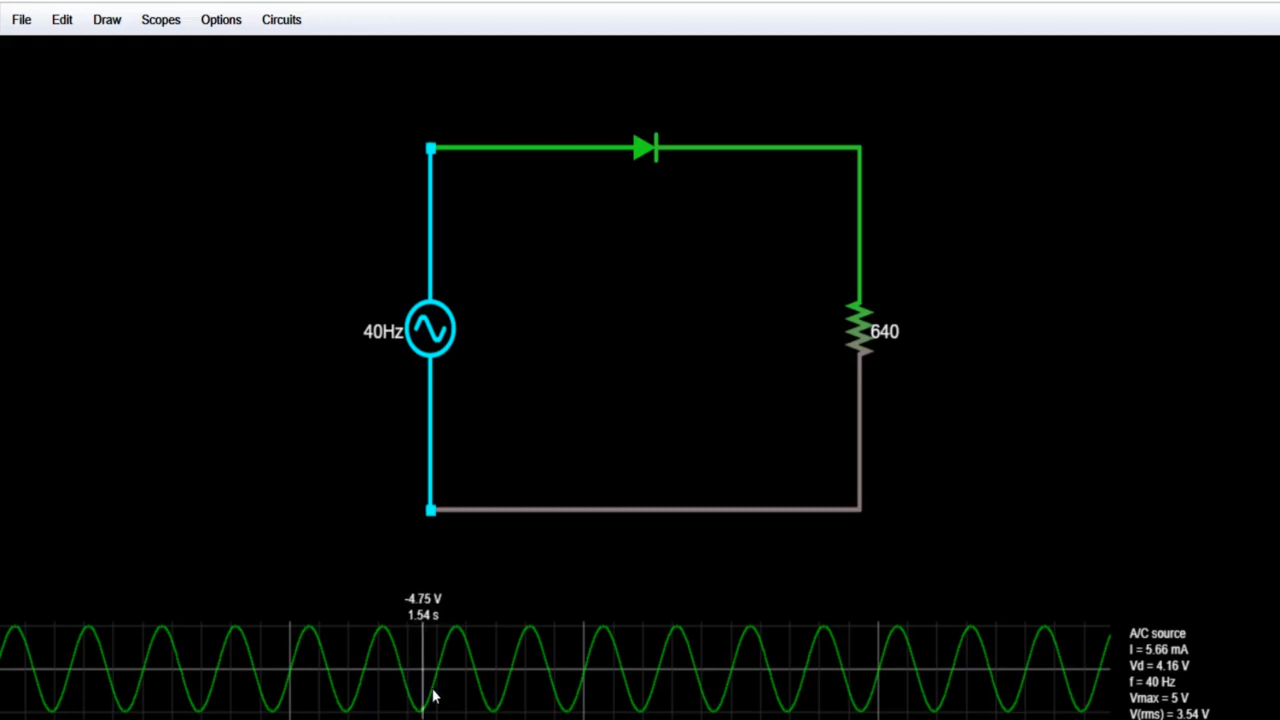 File Edit Draw Scopes Options Circuits
40Hz
640
-4.75 V
1.54 s
A/C source
I = 5.66 mA
Vd = 4.16 V
f = 40 Hz
Vmax = 5 V
V(rms) = 3.54 V